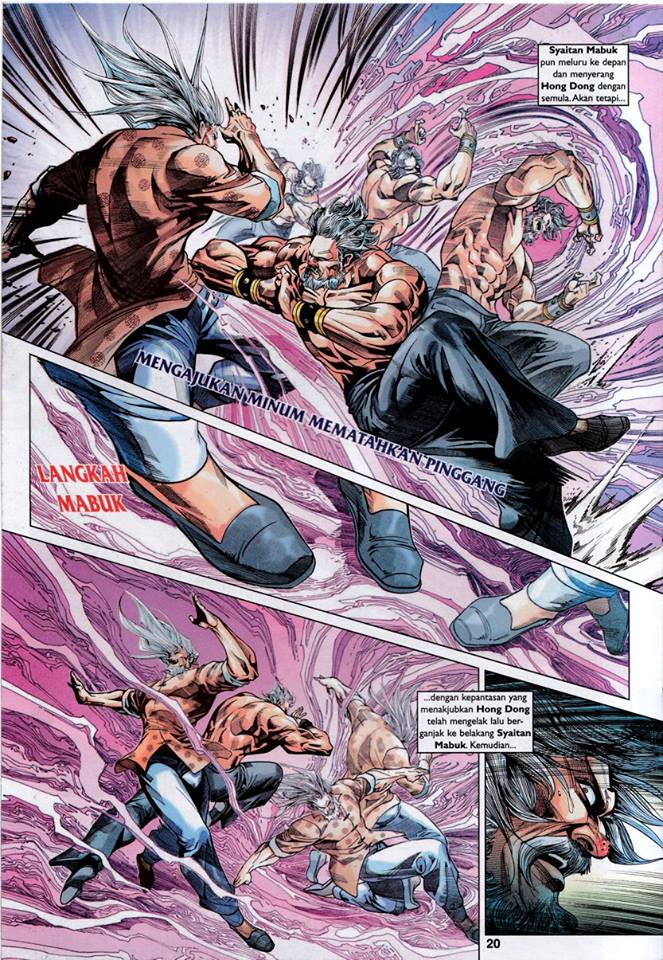 Syaitan Mabuk
pun meluru ke depan
dan menyerang
Hong Dong dengan
semula. Akan tetapi...
MENGAJUKAN MINUM MEMATAHKAN PINGGANG
LANGKAH
MABUK
...dengan kepantasan yang
menakjubkan Hong Dong
telah mengelak lalu ber-
ganjak ke belakang Syaitan
Mabuk. Kemudian...
20